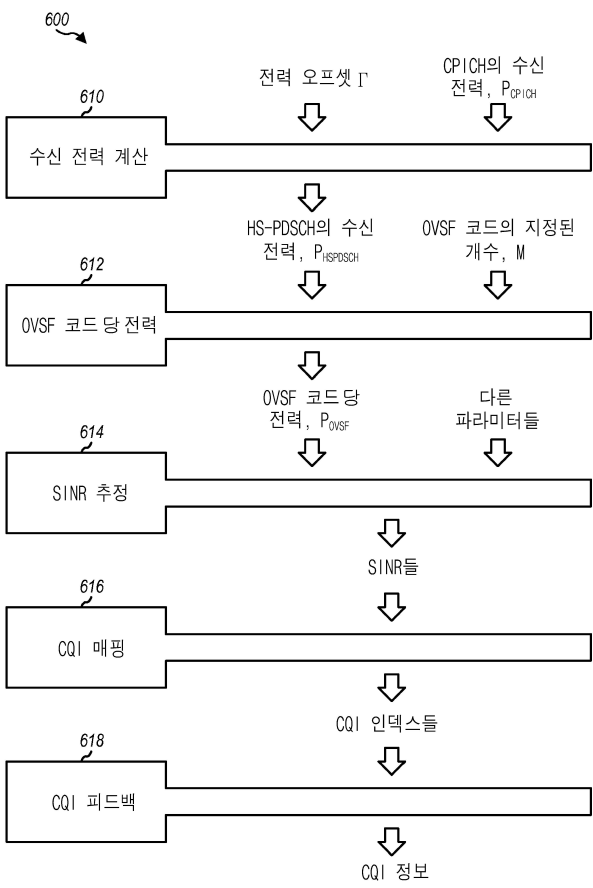 600
전력 오프셋 Γ
CPICH의 수신
전력, P_CPICH
610
수신 전력 계산
HS-PDSCH의 수신
전력, P_HSPDSCH
OVSF 코드의 지정된
개수, M
612
OVSF 코드 당 전력
OVSF 코드 당
전력, P_OVSF
다른
파라미터들
614
SINR 추정
SINR들
616
CQI 매핑
CQI 인덱스들
618
CQI 피드백
CQI 정보